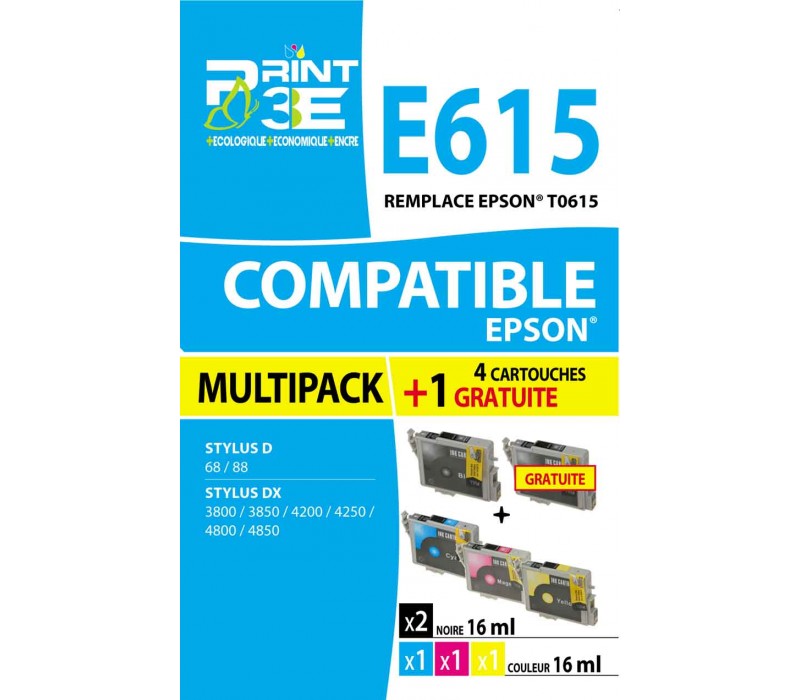 PRINT
3E
+ECOLOGIQUE+ECONOMIQUE+ENCRE
E615
REMPLACE EPSON® T0615
COMPATIBLE
EPSON®
MULTIPACK
4 CARTOUCHES
+1 GRATUITE
STYLUS D
68 / 88
STYLUS DX
3800 / 3850 / 4200 / 4250 /
4800 / 4850
GRATUITE
+
x2 NOIRE 16 ml
x1 x1 x1 COULEUR 16 ml